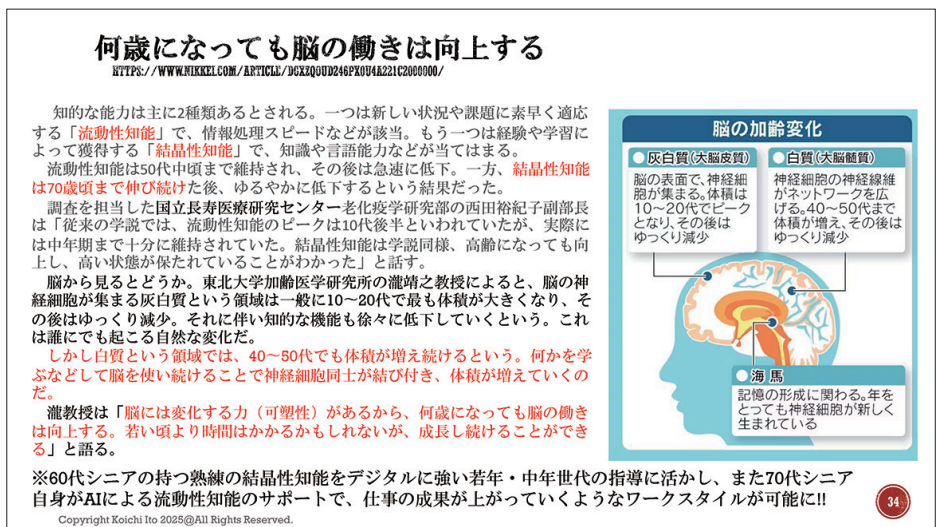 何歳になっても脳の働きは向上する
HTTPS://WWW.NIKKEI.COM/ARTICLE/DGXZQOUD246PX0U4A221C2000000/
知的な能力は主に2種類あるとされる。一つは新しい状況や課題に素早く適応
する「流動性知能」で、情報処理スピードなどが該当。もう一つは経験や学習に
よって獲得する「結晶性知能」で、知識や言語能力などが当てはまる。
流動性知能は50代中頃まで維持され、その後は急速に低下。一方、結晶性知能
は70歳頃まで伸び続けた後、ゆるやかに低下するという結果だった。
調査を担当した国立長寿医療研究センター老化疫学研究部の西田裕紀子副部長
は「従来の学説では、流動性知能のピークは10代後半といわれていたが、実際に
は中年期まで十分に維持されていた。結晶性知能は学説同様、高齢になっても向
上し、高い状態が保たれていることがわかった」と話す。
脳から見るとどうか。東北大学加齢医学研究所の瀧靖之教授によると、脳の神
経細胞が集まる灰白質という領域は一般に10～20代で最も体積が大きくなり、そ
の後はゆっくり減少。それに伴い知的な機能も徐々に低下していくという。これ
は誰にでも起こる自然な変化だ。
しかし白質という領域では、40～50代でも体積が増え続けるという。何かを学
ぶなどして脳を使い続けることで神経細胞同士が結び付き、体積が増えていくの
だ。
瀧教授は「脳には変化する力（可塑性）があるから、何歳になっても脳の働き
は向上する。若い頃より時間はかかるかもしれないが、成長し続けることができ
る」と語る。
脳の加齢変化
灰白質（大脳皮質）
脳の表面で、神経細
胞が集まる。体積は
10～20代でピーク
となり、その後は
ゆっくり減少
白質（大脳髄質）
神経細胞の神経線維
がネットワークを広
げる。40～50代まで
体積が増え、その後は
ゆっくり減少
海馬
記憶の形成に関わる。年を
とっても神経細胞が新しく
生まれている
※60代シニアの持つ熟練の結晶性知能をデジタルに強い若年・中年世代の指導に活かし、また70代シニア
自身がAIによる流動性知能のサポートで、仕事の成果が上がっていくようなワークスタイルが可能に!!
Copyright Koichi Ito 2025@All Rights Reserved.
34